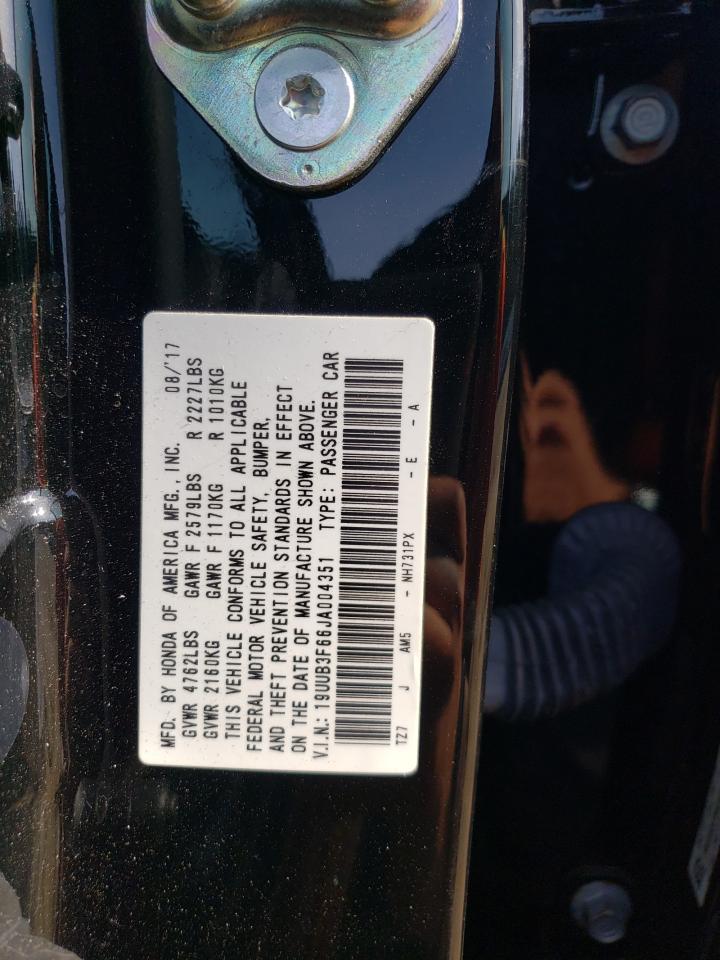 MFD. BY HONDA OF AMERICA MFG., INC. 08/'17
GVWR 4762LBS GAWR F 2579LBS R 2227LBS
GVWR 2160KG GAWR F 1170KG R 1010KG
THIS VEHICLE CONFORMS TO ALL APPLICABLE
FEDERAL MOTOR VEHICLE SAFETY, BUMPER,
AND THEFT PREVENTION STANDARDS IN EFFECT
ON THE DATE OF MANUFACTURE SHOWN ABOVE.
V.I.N.: 19UUB3F66JA004351 TYPE: PASSENGER CAR
TZ7 J AM5 - NH731PX - E - A